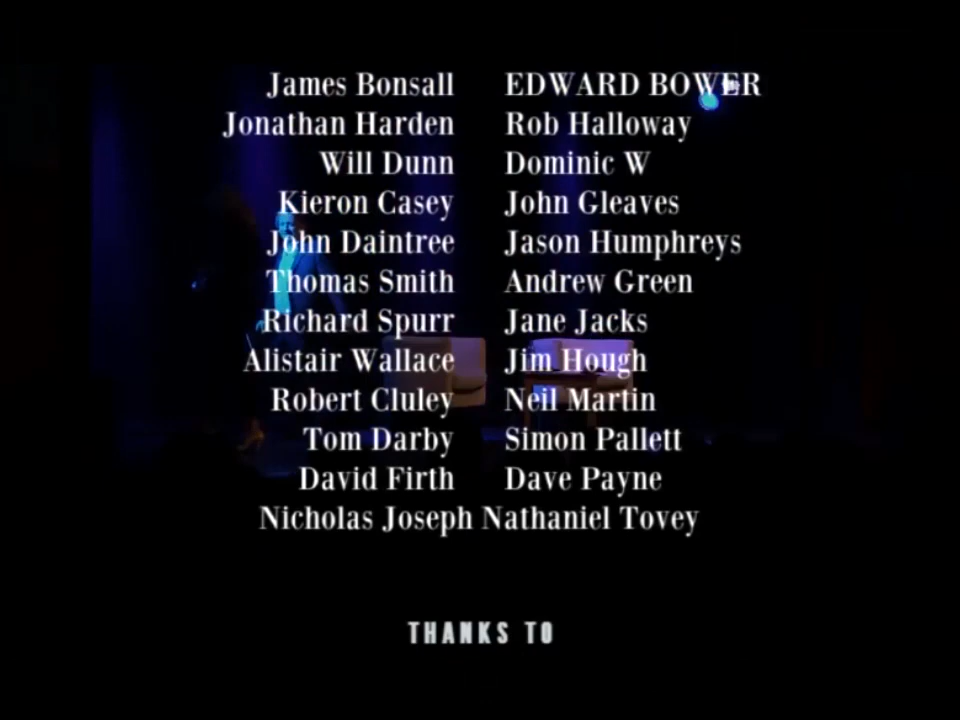 James Bonsall EDWARD BOWER
Jonathan Harden Rob Halloway
Will Dunn Dominic W
Kieron Casey John Gleaves
John Daintree Jason Humphreys
Thomas Smith Andrew Green
Richard Spurr Jane Jacks
Alistair Wallace Jim Hough
Robert Cluley Neil Martin
Tom Darby Simon Pallett
David Firth Dave Payne
Nicholas Joseph Nathaniel Tovey
THANKS TO